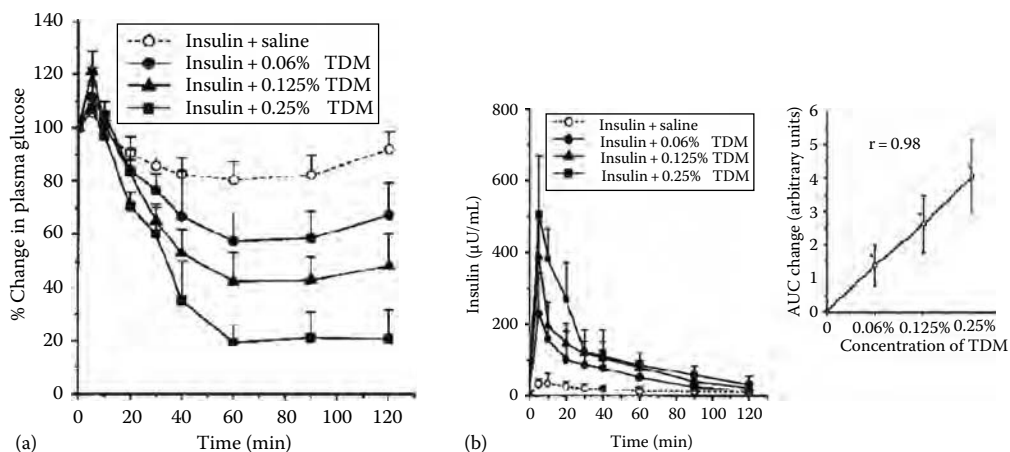 140
120
100
80
60
40
20
0
% Change in plasma glucose
Insulin + saline
Insulin + 0.06% TDM
Insulin + 0.125% TDM
Insulin + 0.25% TDM
0 20 40 60 80 100 120
Time (min)
(a)
800
600
400
200
0
Insulin (µU/mL)
Insulin + saline
Insulin + 0.06% TDM
Insulin + 0.125% TDM
Insulin + 0.25% TDM
0 20 40 60 80 100 120
Time (min)
(b)
6
5
4
3
2
1
0
AUC change (arbitrary units)
r = 0.98
0 0.06% 0.125% 0.25%
Concentration of TDM